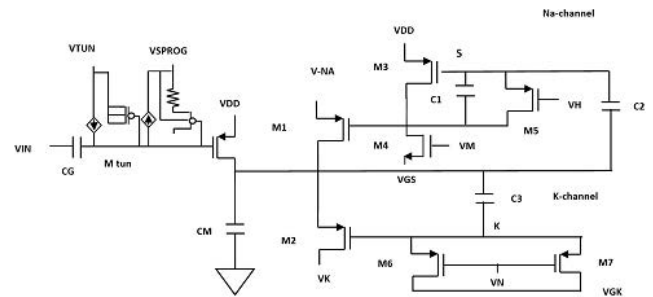 Na-channel
VTUN
VSPROG
VDD
V-NA
VDD
M3
S
C1
VH
M5
C2
M1
M4
VM
VGS
VIN
CG
M tun
C3
K-channel
CM
M2
K
VK
M6
VN
M7
VGK